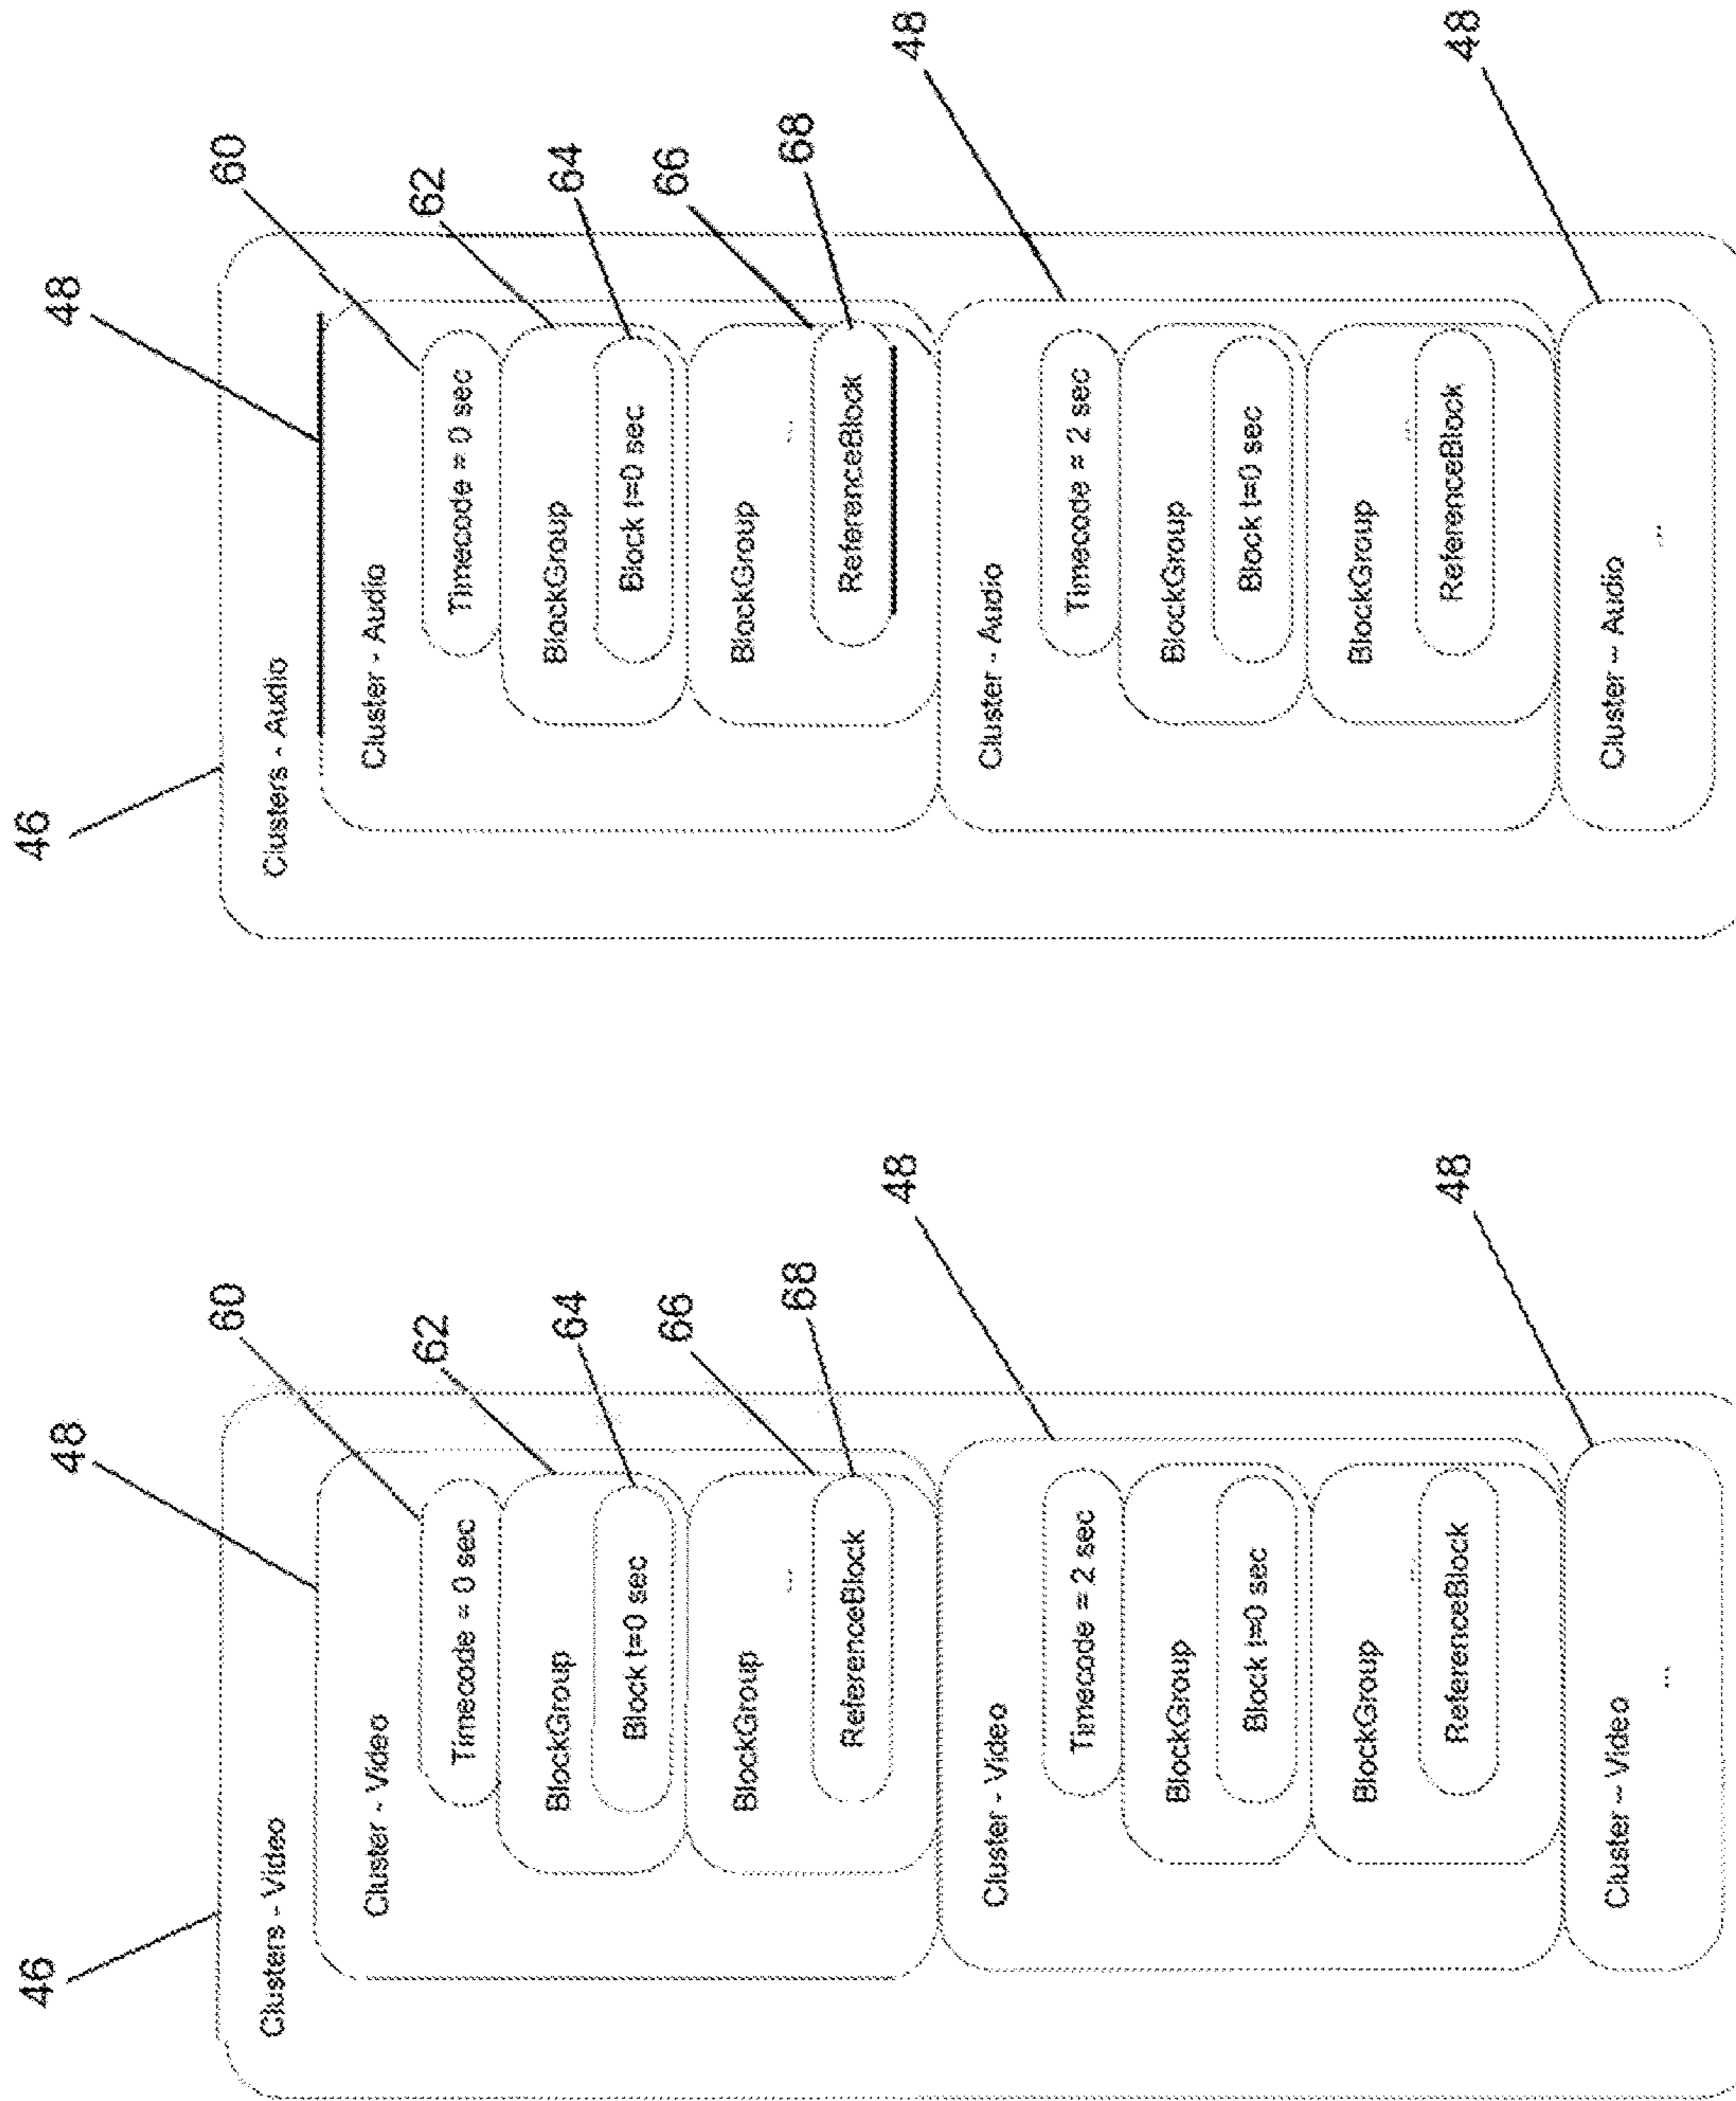 46
48
Clusters - Video
60
Cluster - Video
62
Timecode = 0 sec
64
BlockGroup
Block t=0 sec
66
BlockGroup
...
68
ReferenceBlock
48
Cluster - Video
Timecode = 2 sec
BlockGroup
Block t=0 sec
BlockGroup
...
ReferenceBlock
48
Cluster – Video
...
46
48
Clusters - Audio
60
Cluster - Audio
62
Timecode = 0 sec
64
BlockGroup
Block t=0 sec
66
BlockGroup
...
68
ReferenceBlock
48
Cluster - Audio
Timecode = 2 sec
BlockGroup
Block t=0 sec
BlockGroup
...
ReferenceBlock
48
Cluster – Audio
...